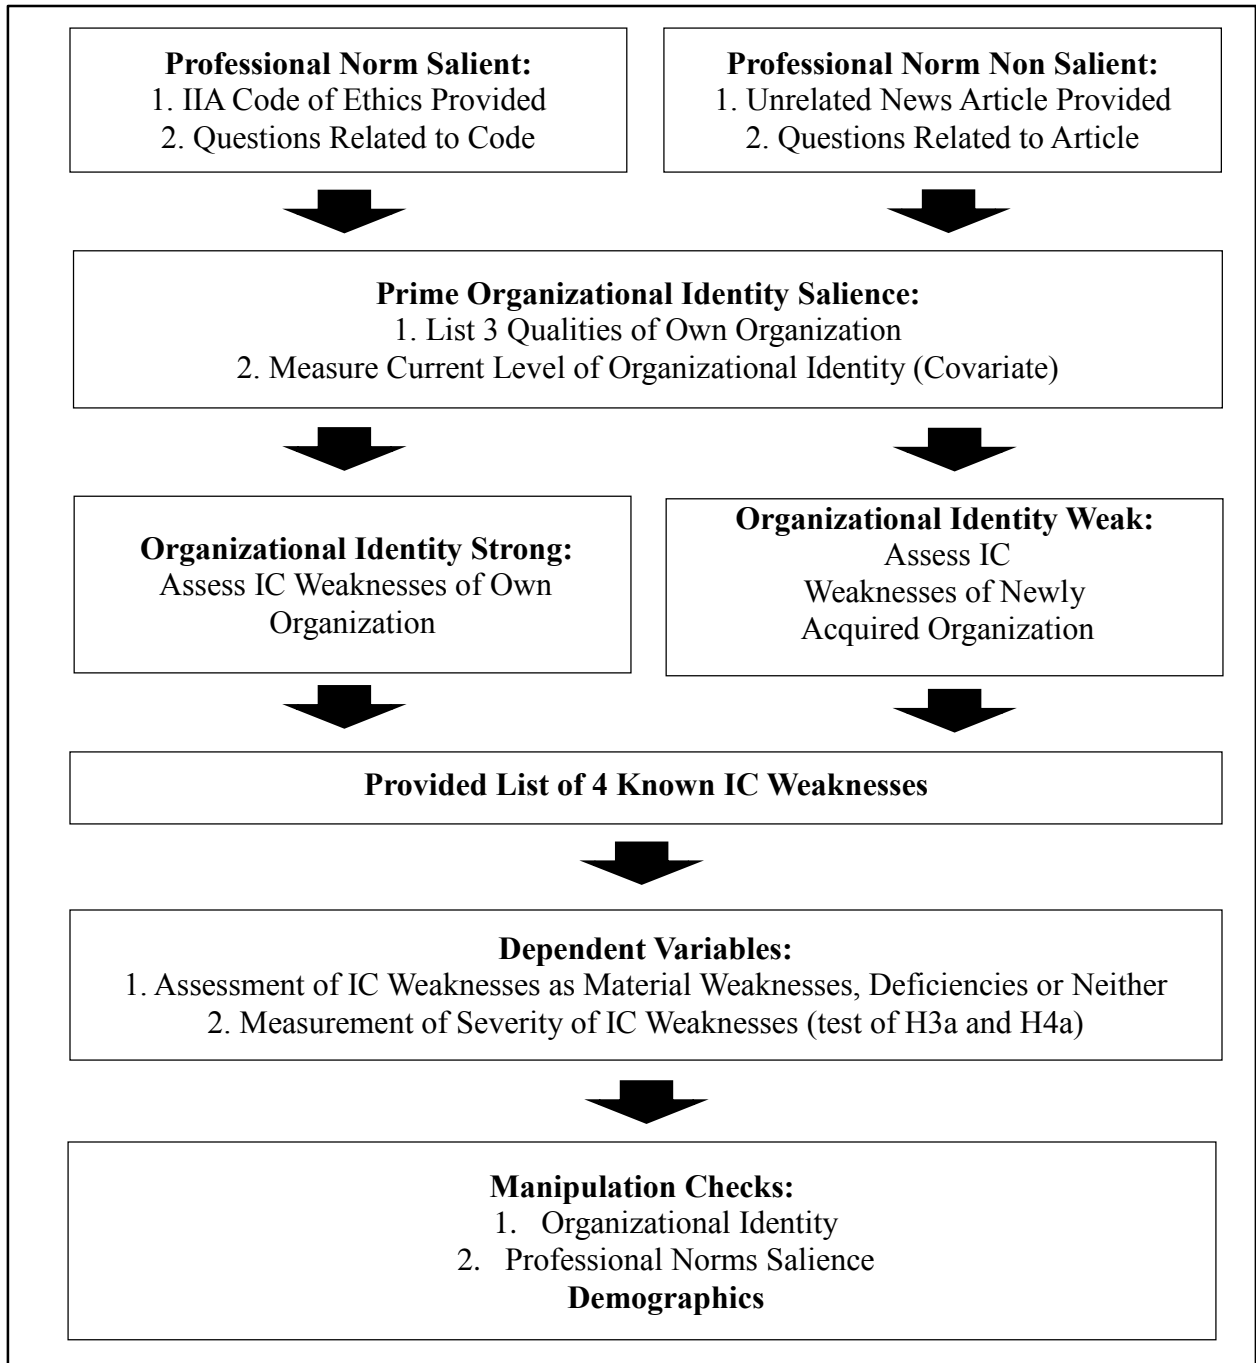 Professional Norm Salient:
1. IIA Code of Ethics Provided
2. Questions Related to Code
Professional Norm Non Salient:
1. Unrelated News Article Provided
2. Questions Related to Article
Prime Organizational Identity Salience:
1. List 3 Qualities of Own Organization
2. Measure Current Level of Organizational Identity (Covariate)
Organizational Identity Strong:
Assess IC Weaknesses of Own
Organization
Organizational Identity Weak:
Assess IC
Weaknesses of Newly
Acquired Organization
Provided List of 4 Known IC Weaknesses
Dependent Variables:
1. Assessment of IC Weaknesses as Material Weaknesses, Deficiencies or Neither
2. Measurement of Severity of IC Weaknesses (test of H3a and H4a)
Manipulation Checks:
1. Organizational Identity
2. Professional Norms Salience
Demographics